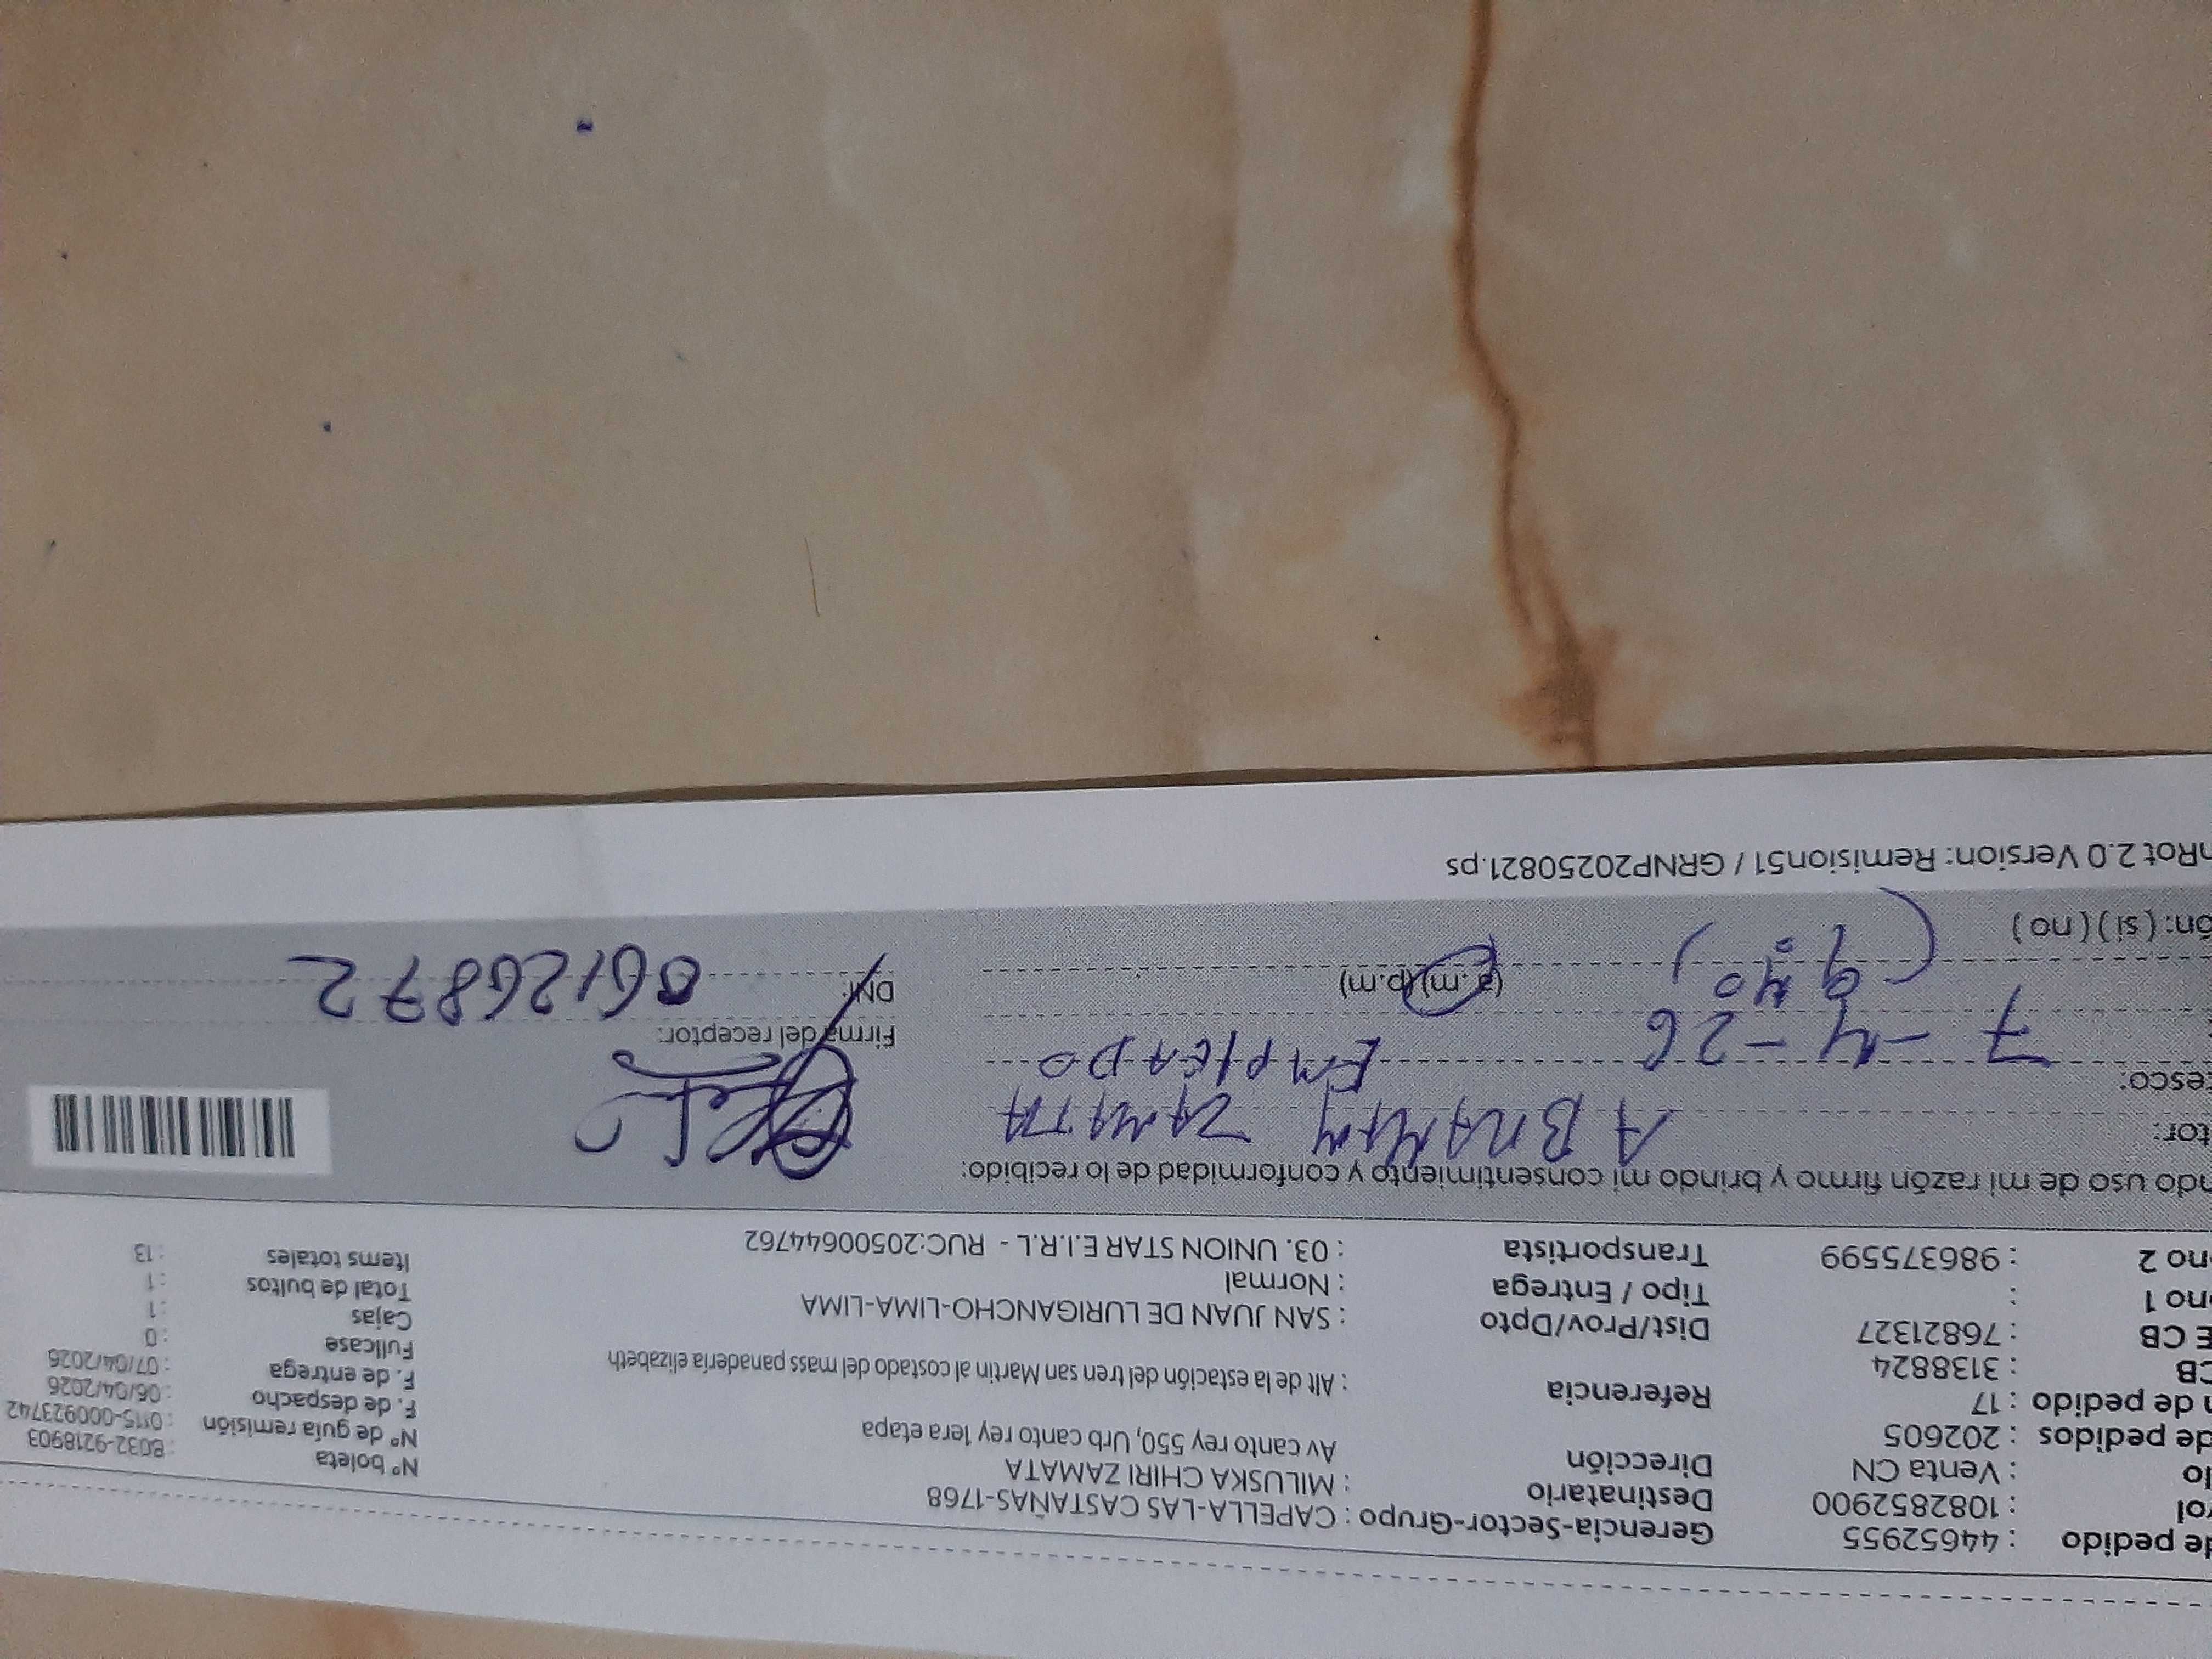 de pedido : 44652955
rol : 1082852900
lo : Venta CN
de pedidos : 202605
n de pedido : 17
CB : 3138824
E CB : 76821327
ono 1 :
ono 2 : 986375599
Gerencia-Sector-Grupo : CAPELLA-LAS CASTAÑAS-1768
Destinatario : MILUSKA CHIRI ZAMATA
Dirección Av canto rey 550, Urb canto rey 1era etapa
Referencia : Alt de la estación del tren san Martin al costado del mass panadería elizabeth
Dist/Prov/Dpto : SAN JUAN DE LURIGANCHO-LIMA-LIMA
Tipo / Entrega : Normal
Transportista : 03. UNION STAR E.I.R.L - RUC:20500644762
Nº boleta : B032-9218903
Nº de guía remisión : 0115-000923742
F. de despacho : 06/04/2026
F. de entrega : 07/04/2026
Fullcase : 0
Cajas : 1
Total de bultos : 1
Items totales : 13
ndo uso de mi razón firmo y brindo mi consentimiento y conformidad de lo recibido:
tor: ABRAHAM ZAMATA
tesco: EMPLEADO
7-4-26
(9:40) (a.m) (p.m)
Firma del receptor:
DNI: 06126872
ón: ( si ) ( no )
nRot 2.0 Version: Remision51 / GRNP20250821.ps